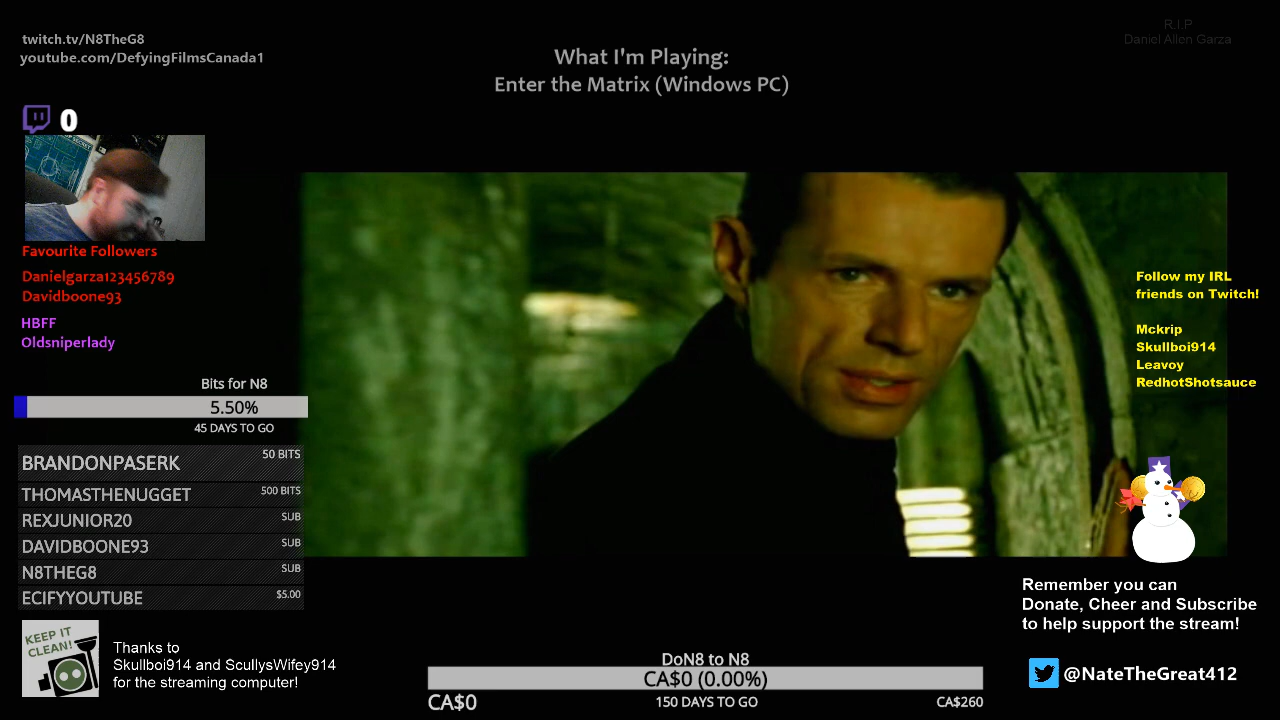 twitch.tv/N8TheG8
youtube.com/DefyingFilmsCanada1
What I'm Playing:
Enter the Matrix (Windows PC)
R.I.P
Daniel Allen Garza
0
Favourite Followers
Danielgarza123456789
Davidboone93
HBFF
Oldsniperlady
Bits for N8
5.50%
45 DAYS TO GO
BRANDONPASERK 50 BITS
THOMASTHENUGGET 500 BITS
REXJUNIOR20 SUB
DAVIDBOONE93 SUB
N8THEG8 SUB
ECIFYYOUTUBE $5.00
KEEP IT
CLEAN!
Thanks to
Skullboi914 and ScullysWifey914
for the streaming computer!
DoN8 to N8
CA$0 (0.00%)
CA$0 150 DAYS TO GO CA$260
Follow my IRL
friends on Twitch!
Mckrip
Skullboi914
Leavoy
RedhotShotsauce
Remember you can
Donate, Cheer and Subscribe
to help support the stream!
@NateTheGreat412